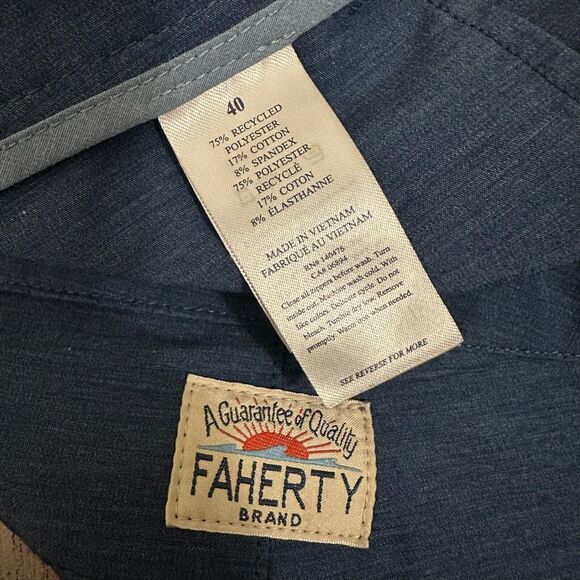 40
75% RECYCLED
POLYESTER
17% COTTON
8% SPANDEX
75% POLYESTER
RECYCLÉ
17% COTON
8% ÉLASTHANNE
MADE IN VIETNAM
FABRIQUÉ AU VIETNAM
RN# 140476
CA# 06894
Close all zippers before wash. Turn
inside out. Machine wash cold. With
like colors. Delicate cycle. Do not
bleach. Tumble dry low. Remove
promptly. Warm iron when needed.
SEE REVERSE FOR MORE
A Guarantee of Quality
FAHERTY
BRAND